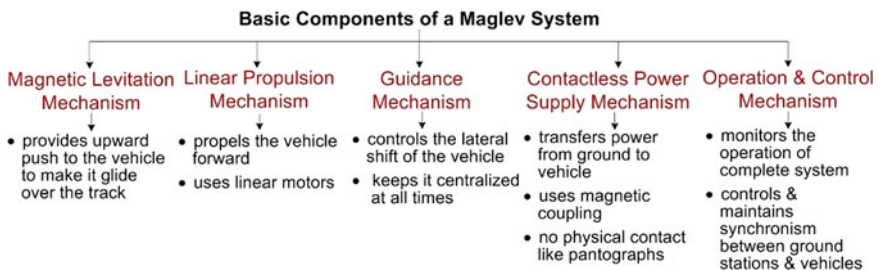 Basic Components of a Maglev System
Magnetic Levitation
Mechanism
• provides upward
push to the vehicle
to make it glide
over the track
Linear Propulsion
Mechanism
• propels the vehicle
forward
• uses linear motors
Guidance
Mechanism
• controls the lateral
shift of the vehicle
• keeps it centralized
at all times
Contactless Power
Supply Mechanism
• transfers power
from ground to
vehicle
• uses magnetic
coupling
• no physical contact
like pantographs
Operation & Control
Mechanism
• monitors the
operation of
complete system
• controls &
maintains
synchronism
between ground
stations & vehicles